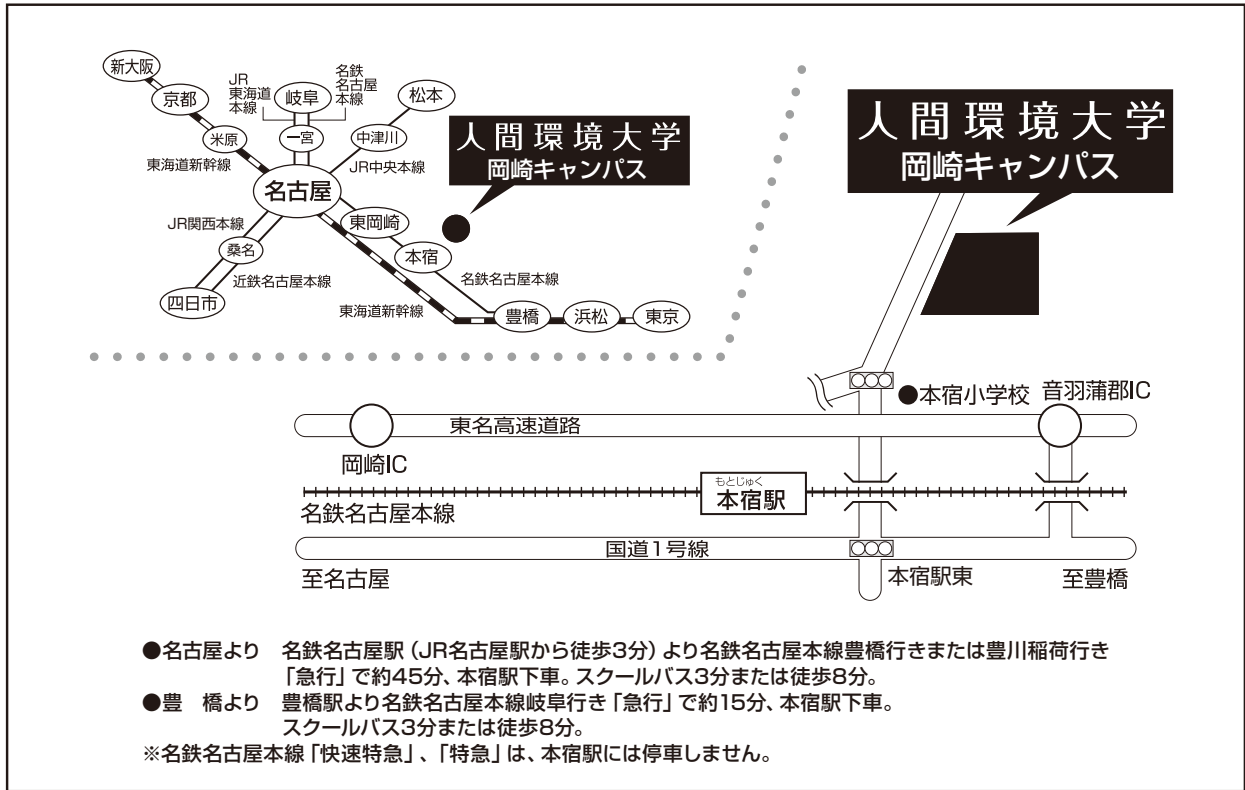 新大阪
京都
米原
東海道新幹線
JR
東海道
本線
岐阜
一宮
名鉄
名古屋
本線
松本
中津川
JR中央本線
名古屋
人間環境大学
岡崎キャンパス
JR関西本線
桑名
近鉄名古屋本線
四日市
東岡崎
本宿
名鉄名古屋本線
東海道新幹線
豊橋
浜松
東京
人間環境大学
岡崎キャンパス
●本宿小学校
音羽蒲郡IC
東名高速道路
岡崎IC
もとじゅく
本宿駅
名鉄名古屋本線
国道1号線
至名古屋
本宿駅東
至豊橋
●名古屋より 名鉄名古屋駅(JR名古屋駅から徒歩3分)より名鉄名古屋本線豊橋行きまたは豊川稲荷行き
「急行」で約45分、本宿駅下車。スクールバス3分または徒歩8分。
●豊 橋より 豊橋駅より名鉄名古屋本線岐阜行き「急行」で約15分、本宿駅下車。
スクールバス3分または徒歩8分。
※名鉄名古屋本線「快速特急」、「特急」は、本宿駅には停車しません。